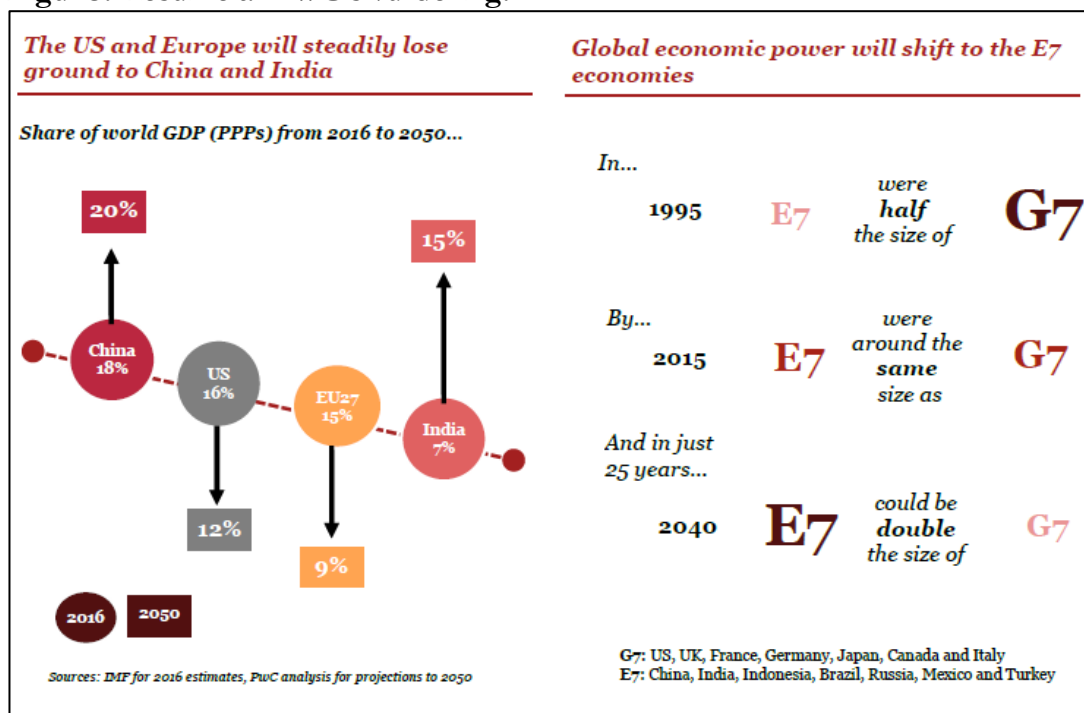 The US and Europe will steadily lose
ground to China and India
Share of world GDP (PPPs) from 2016 to 2050...
20%
15%
China
18%
US
16%
EU27
15%
India
7%
12%
9%
2016
2050
Sources: IMF for 2016 estimates, PwC analysis for projections to 2050
Global economic power will shift to the E7
economies
In...
1995
E7
were
half
the size of
G7
By...
2015
E7
were
around the
same
size as
G7
And in just
25 years...
2040
E7
could be
double
the size of
G7
G7: US, UK, France, Germany, Japan, Canada and Italy
E7: China, India, Indonesia, Brazil, Russia, Mexico and Turkey